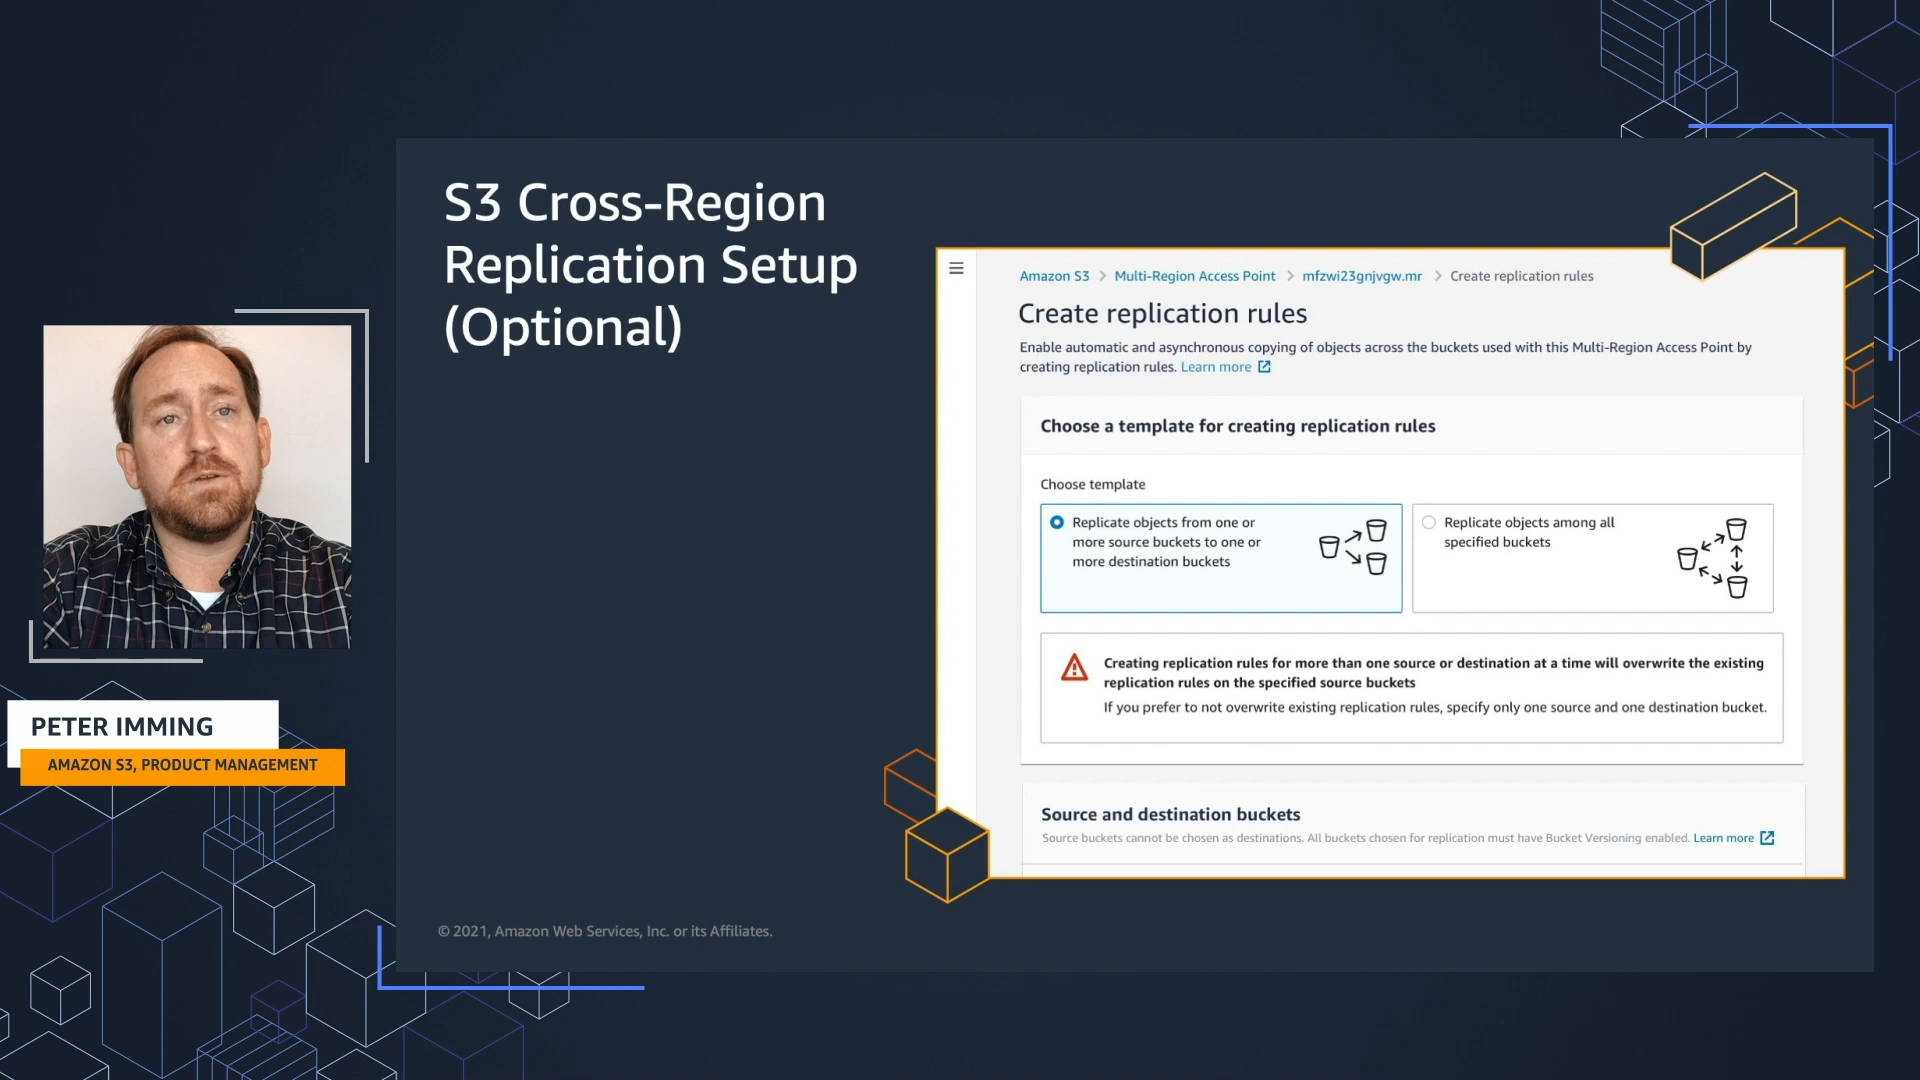 S3 Cross-Region
Replication Setup
(Optional)
Amazon S3 > Multi-Region Access Point > mfzwi23gnjvgw.mr > Create replication rules
Create replication rules
Enable automatic and asynchronous copying of objects across the buckets used with this Multi-Region Access Point by
creating replication rules. Learn more
Choose a template for creating replication rules
Choose template
Replicate objects from one or
more source buckets to one or
more destination buckets
Replicate objects among all
specified buckets
Creating replication rules for more than one source or destination at a time will overwrite the existing
replication rules on the specified source buckets
If you prefer to not overwrite existing replication rules, specify only one source and one destination bucket.
Source and destination buckets
Source buckets cannot be chosen as destinations. All buckets chosen for replication must have Bucket Versioning enabled. Learn more
PETER IMMING
AMAZON S3, PRODUCT MANAGEMENT
© 2021, Amazon Web Services, Inc. or its Affiliates.